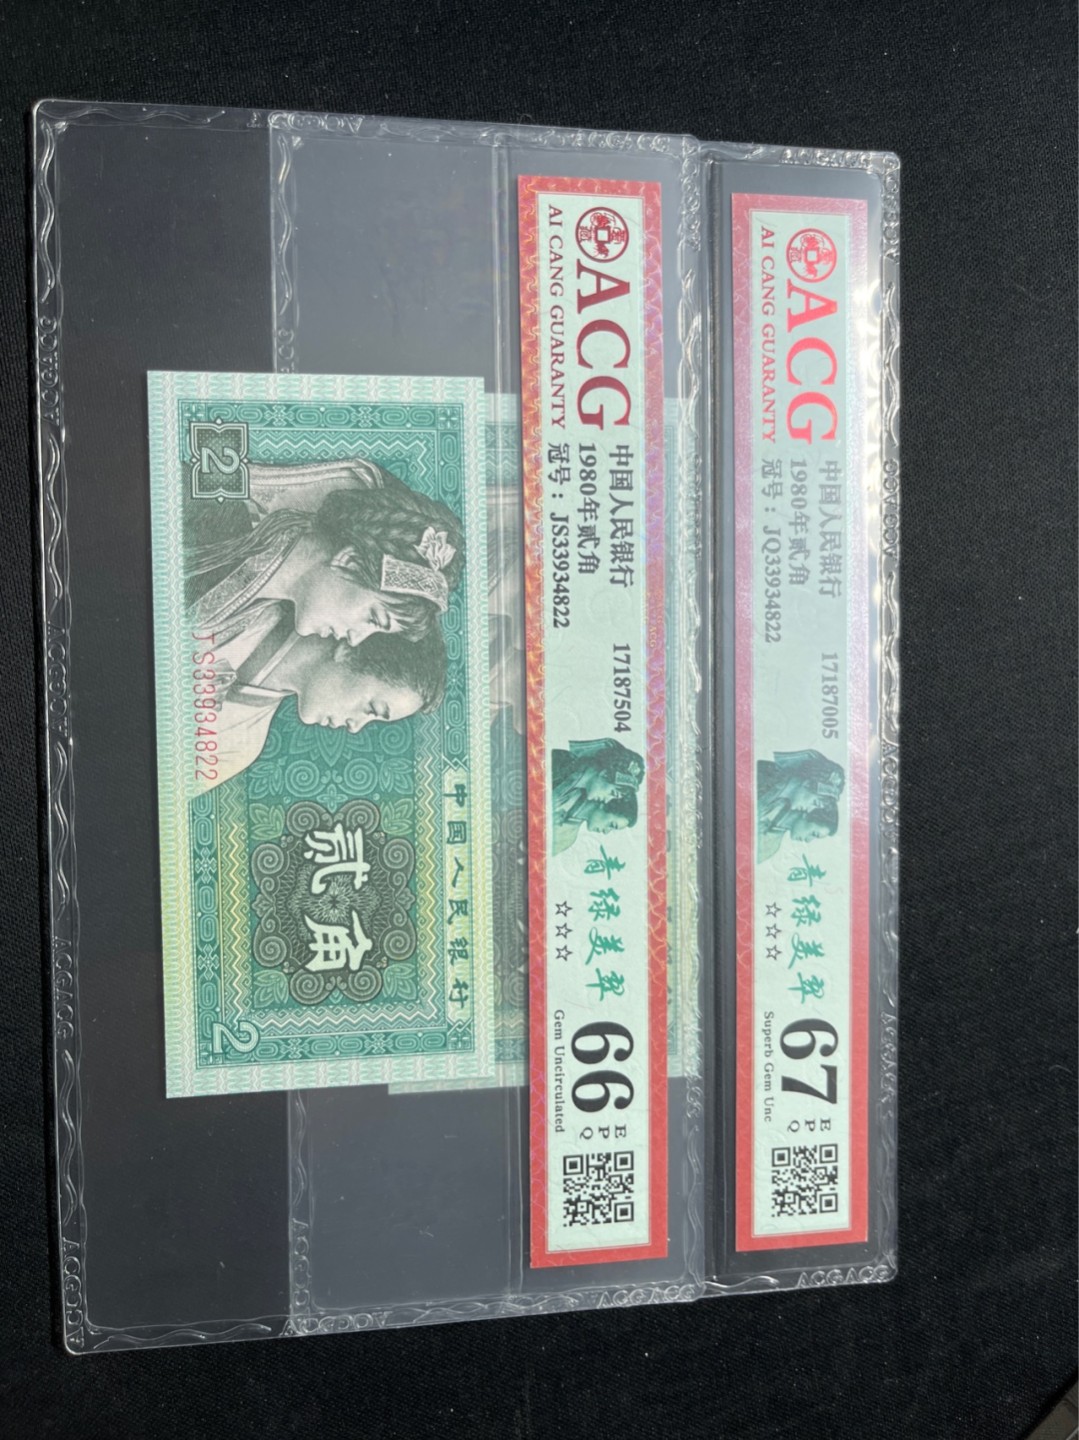 ACG
AI CANG GUARANTY
中国人民银行 17187005
1980年贰角
冠号：JQ33934822
青绿美翠
☆☆☆
67
EPQ
Superb Gem Unc
ACG
AI CANG GUARANTY
中国人民银行 17187504
1980年贰角
冠号：JS33934822
青绿美翠
☆☆☆
66
EPQ
Gem Uncirculated
中国人民银行
贰角
2
2
JS33934822